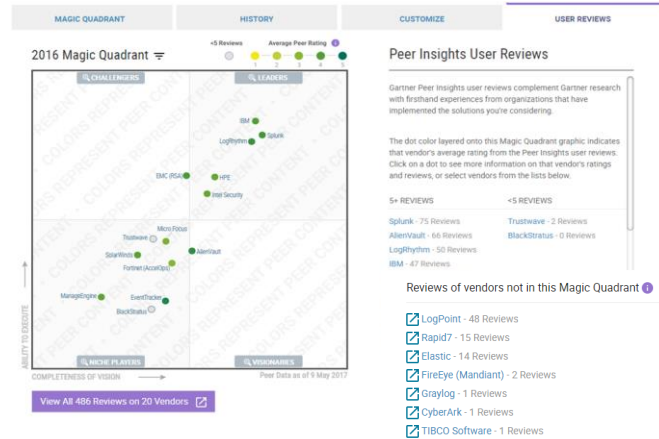 MAGIC QUADRANT
HISTORY
CUSTOMIZE
USER REVIEWS
2016 Magic Quadrant
<5 Reviews
Average Peer Rating
1 2 3 4 5
CHALLENGERS
LEADERS
IBM
Splunk
LogRhythm
EMC (RSA)
HPE
Intel Security
Micro Focus
Trustwave
SolarWinds
AlienVault
Fortinet (AccelOps)
ManageEngine
EventTracker
BlackStratus
NICHE PLAYERS
VISIONARIES
ABILITY TO EXECUTE
COMPLETENESS OF VISION
Peer Data as of 9 May 2017
View All 486 Reviews on 20 Vendors
Peer Insights User Reviews
Gartner Peer Insights user reviews complement Gartner research
with firsthand experiences from organizations that have
implemented the solutions you're considering.
The dot color layered onto this Magic Quadrant graphic indicates
that vendor's average rating from the Peer Insights user reviews.
Click on a dot to see more information on that vendor's ratings
and reviews, or select vendors from the lists below.
5+ REVIEWS
<5 REVIEWS
Splunk - 75 Reviews
Trustwave - 2 Reviews
AlienVault - 66 Reviews
BlackStratus - 0 Reviews
LogRhythm - 50 Reviews
IBM - 47 Reviews
Reviews of vendors not in this Magic Quadrant
LogPoint - 48 Reviews
Rapid7 - 15 Reviews
Elastic - 14 Reviews
FireEye (Mandiant) - 2 Reviews
Graylog - 1 Reviews
CyberArk - 1 Reviews
TIBCO Software - 1 Reviews